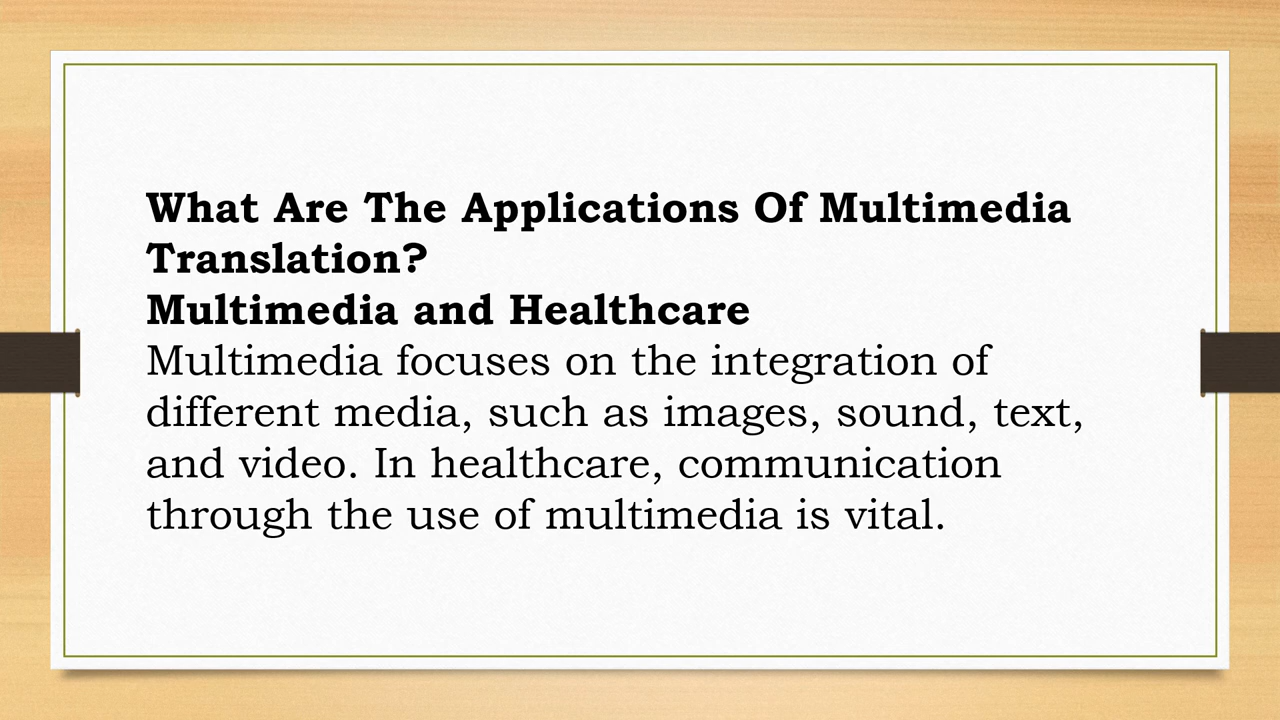 What Are The Applications Of Multimedia
Translation?
Multimedia and Healthcare
Multimedia focuses on the integration of
different media, such as images, sound, text,
and video. In healthcare, communication
through the use of multimedia is vital.